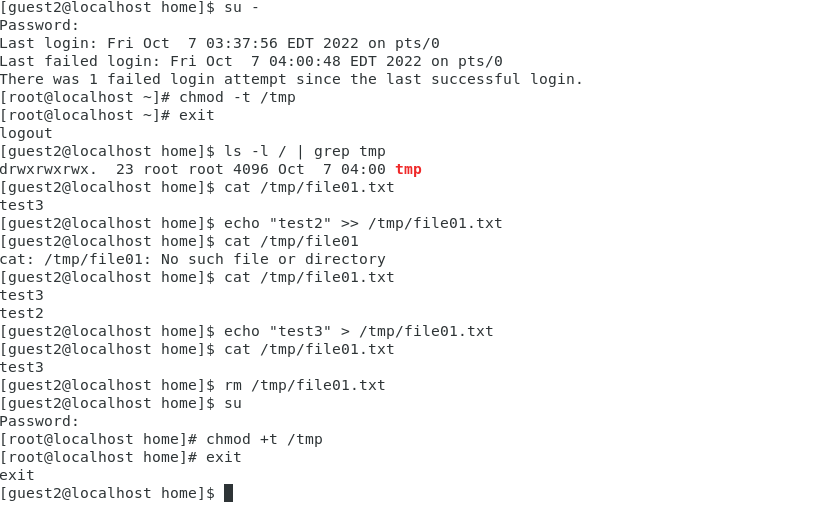 [guest2@localhost home]$ su -
Password:
Last login: Fri Oct  7 03:37:56 EDT 2022 on pts/0
Last failed login: Fri Oct  7 04:00:48 EDT 2022 on pts/0
There was 1 failed login attempt since the last successful login.
[root@localhost ~]# chmod -t /tmp
[root@localhost ~]# exit
logout
[guest2@localhost home]$ ls -l / | grep tmp
drwxrwxrwx.  23 root root 4096 Oct  7 04:00 tmp
[guest2@localhost home]$ cat /tmp/file01.txt
test3
[guest2@localhost home]$ echo "test2" >> /tmp/file01.txt
[guest2@localhost home]$ cat /tmp/file01
cat: /tmp/file01: No such file or directory
[guest2@localhost home]$ cat /tmp/file01.txt
test3
test2
[guest2@localhost home]$ echo "test3" > /tmp/file01.txt
[guest2@localhost home]$ cat /tmp/file01.txt
test3
[guest2@localhost home]$ rm /tmp/file01.txt
[guest2@localhost home]$ su
Password:
[root@localhost home]# chmod +t /tmp
[root@localhost home]# exit
exit
[guest2@localhost home]$